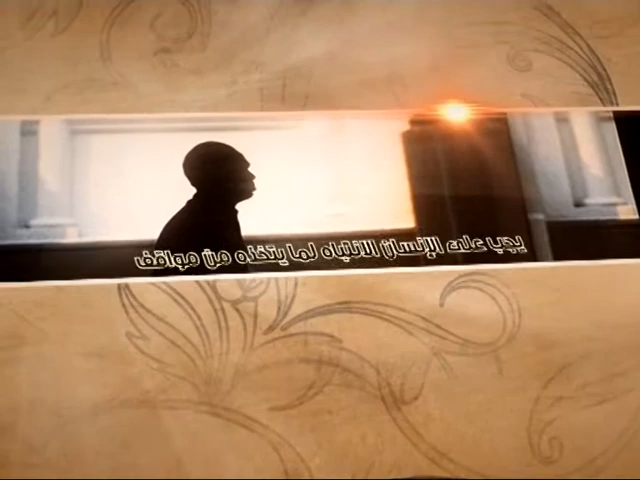 يجب على الإنسان الانتباه لما يتخذه من مواقف